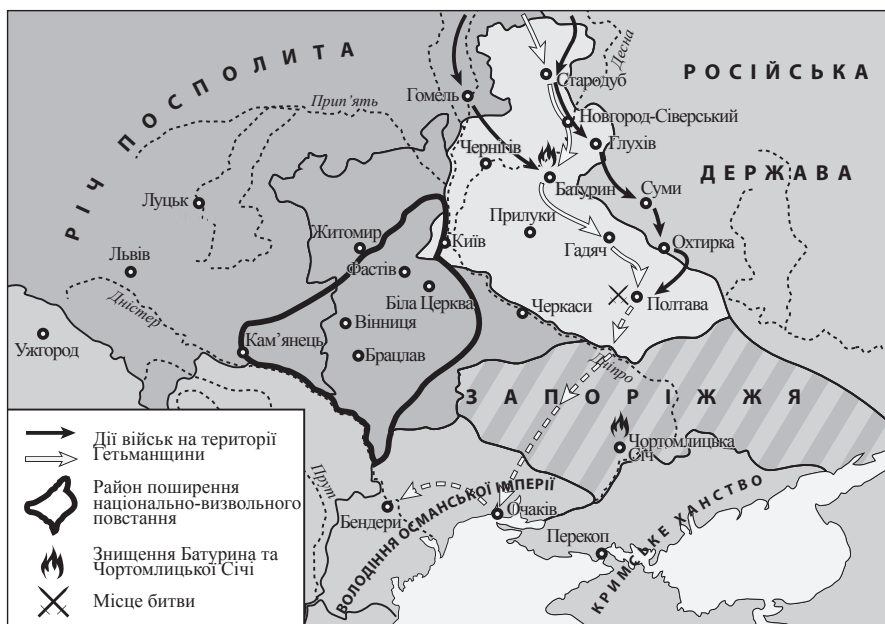 РІЧ ПОСПОЛИТА
РОСІЙСЬКА
ДЕРЖАВА
Десна
Стародуб
Гомель
Прип’ять
Новгород-Сіверський
Глухів
Чернігів
Батурин
Суми
Луцьк
Прилуки
Житомир
Київ
Гадяч
Охтирка
Львів
Фастів
Біла Церква
Полтава
Дністер
Черкаси
Вінниця
Ужгород
Кам’янець
Брацлав
Дніпро
ЗАПОРІЖЖЯ
Чортомлицька
Січ
Прут
Бендери
Очаків
ВОЛОДІННЯ ОСМАНСЬКОЇ ІМПЕРІЇ
Перекоп
КРИМСЬКЕ ХАНСТВО
Дії військ на території
Гетьманщини
Район поширення
національно-визвольного
повстання
Знищення Батурина та
Чортомлицької Січі
Місце битви